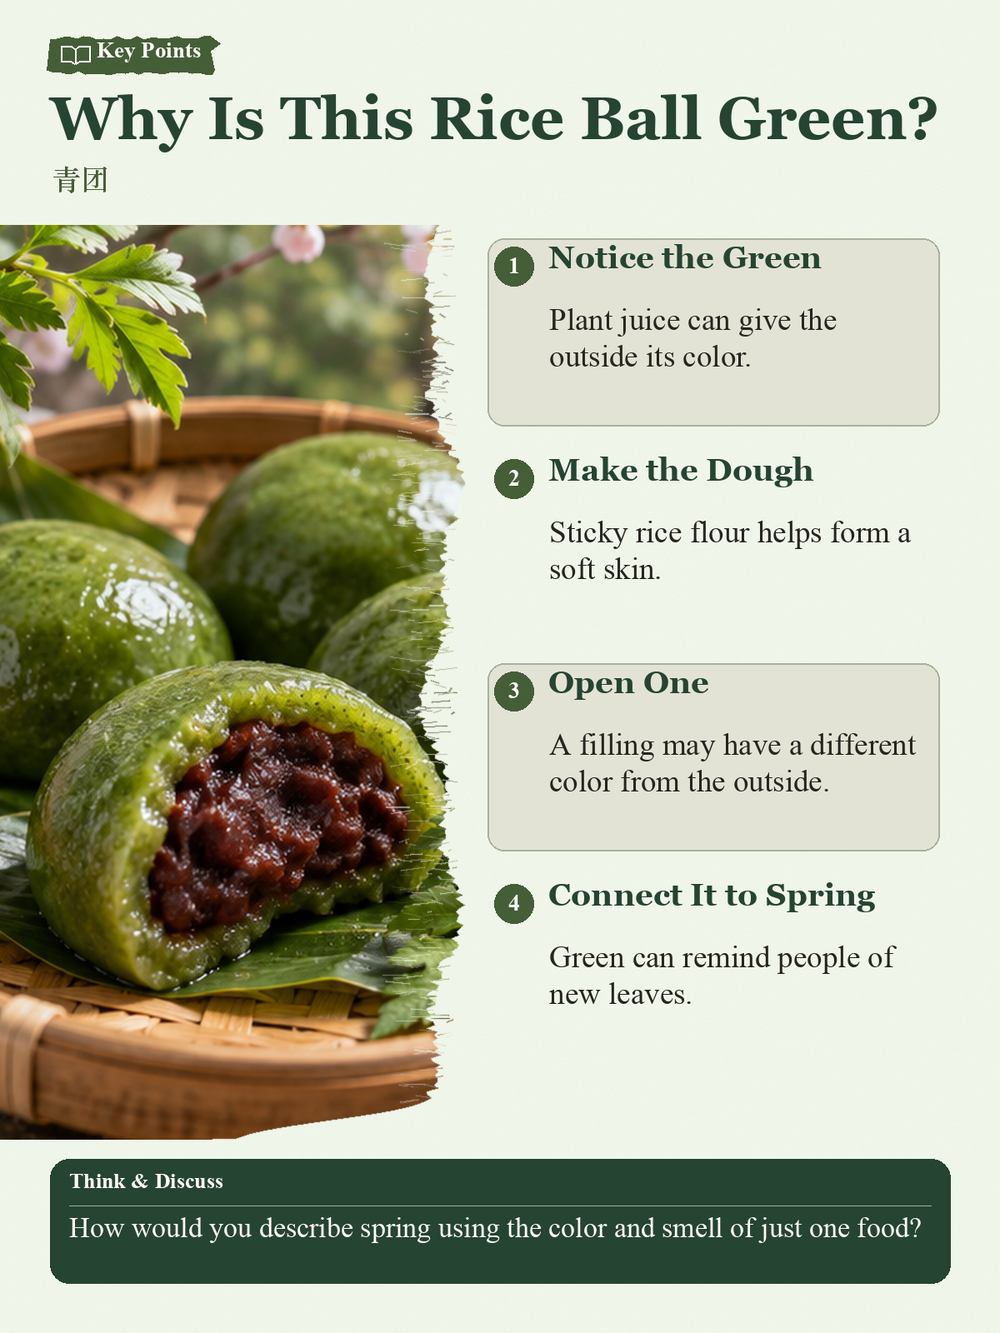 Key Points
Why Is This Rice Ball Green?
青团
1 Notice the Green
Plant juice can give the
outside its color.
2 Make the Dough
Sticky rice flour helps form a
soft skin.
3 Open One
A filling may have a different
color from the outside.
4 Connect It to Spring
Green can remind people of
new leaves.
Think & Discuss
How would you describe spring using the color and smell of just one food?